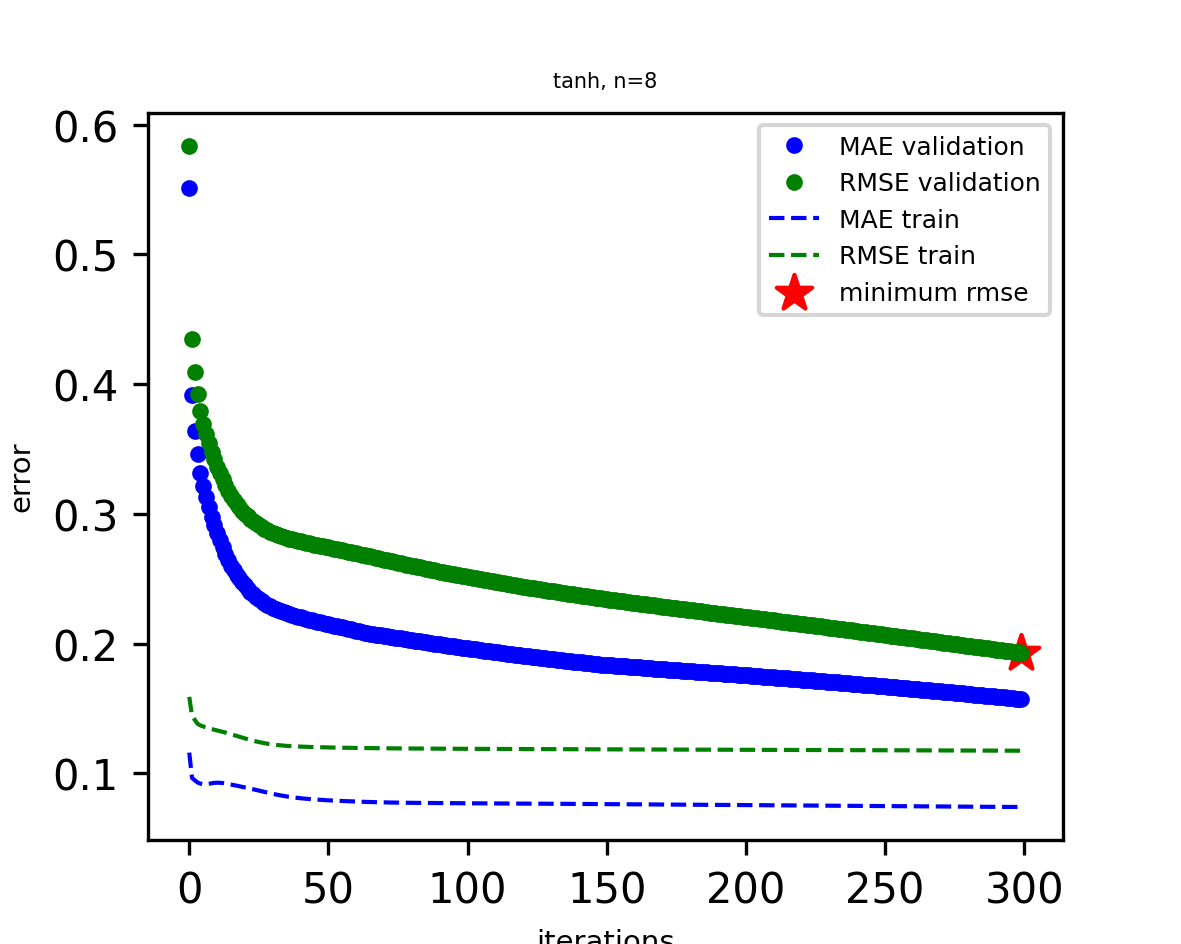 tanh, n=8
0.6
0.5
0.4
0.3
0.2
0.1
error
MAE validation
RMSE validation
MAE train
RMSE train
minimum rmse
0 50 100 150 200 250 300
iterations